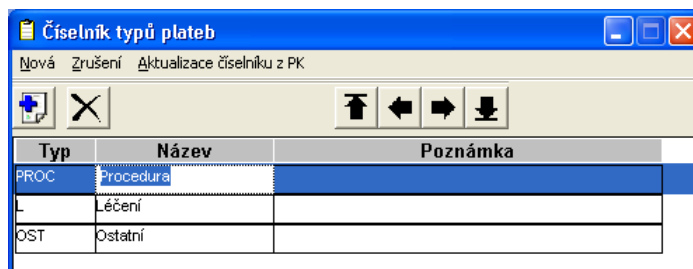 Číselník typů plateb
Nová Zrušení Aktualizace číselníku z PK
Typ Název Poznámka
PROC Procedura
L Léčení
OST Ostatní